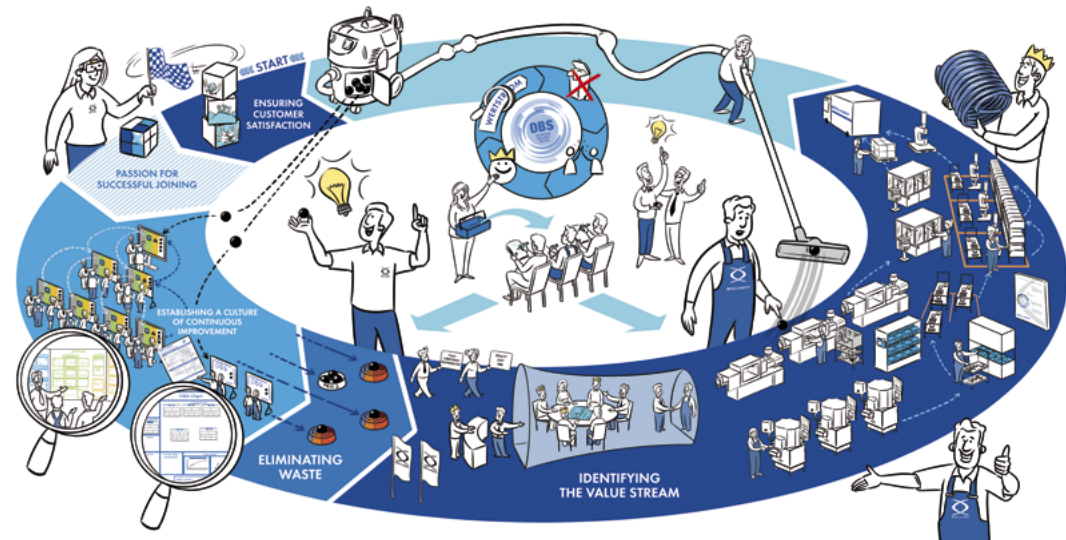 START
ENSURING
CUSTOMER
SATISFACTION
WERTSTROM
OBS
PASSION FOR
SUCCESSFUL JOINING
ESTABLISHING A CULTURE
OF CONTINUOUS
IMPROVEMENT
ELIMINATING
WASTE
IDENTIFYING
THE VALUE STREAM